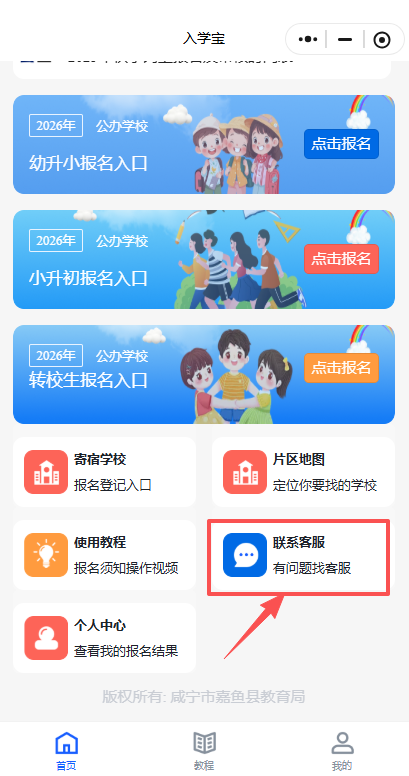 入学宝
2026年
公办学校
幼升小报名入口
点击报名
2026年
公办学校
小升初报名入口
点击报名
2026年
公办学校
转校生报名入口
点击报名
寄宿学校
报名登记入口
片区地图
定位你要找的学校
使用教程
报名须知操作视频
联系客服
有问题找客服
个人中心
查看我的报名结果
版权所有: 咸宁市嘉鱼县教育局
首页
教程
我的